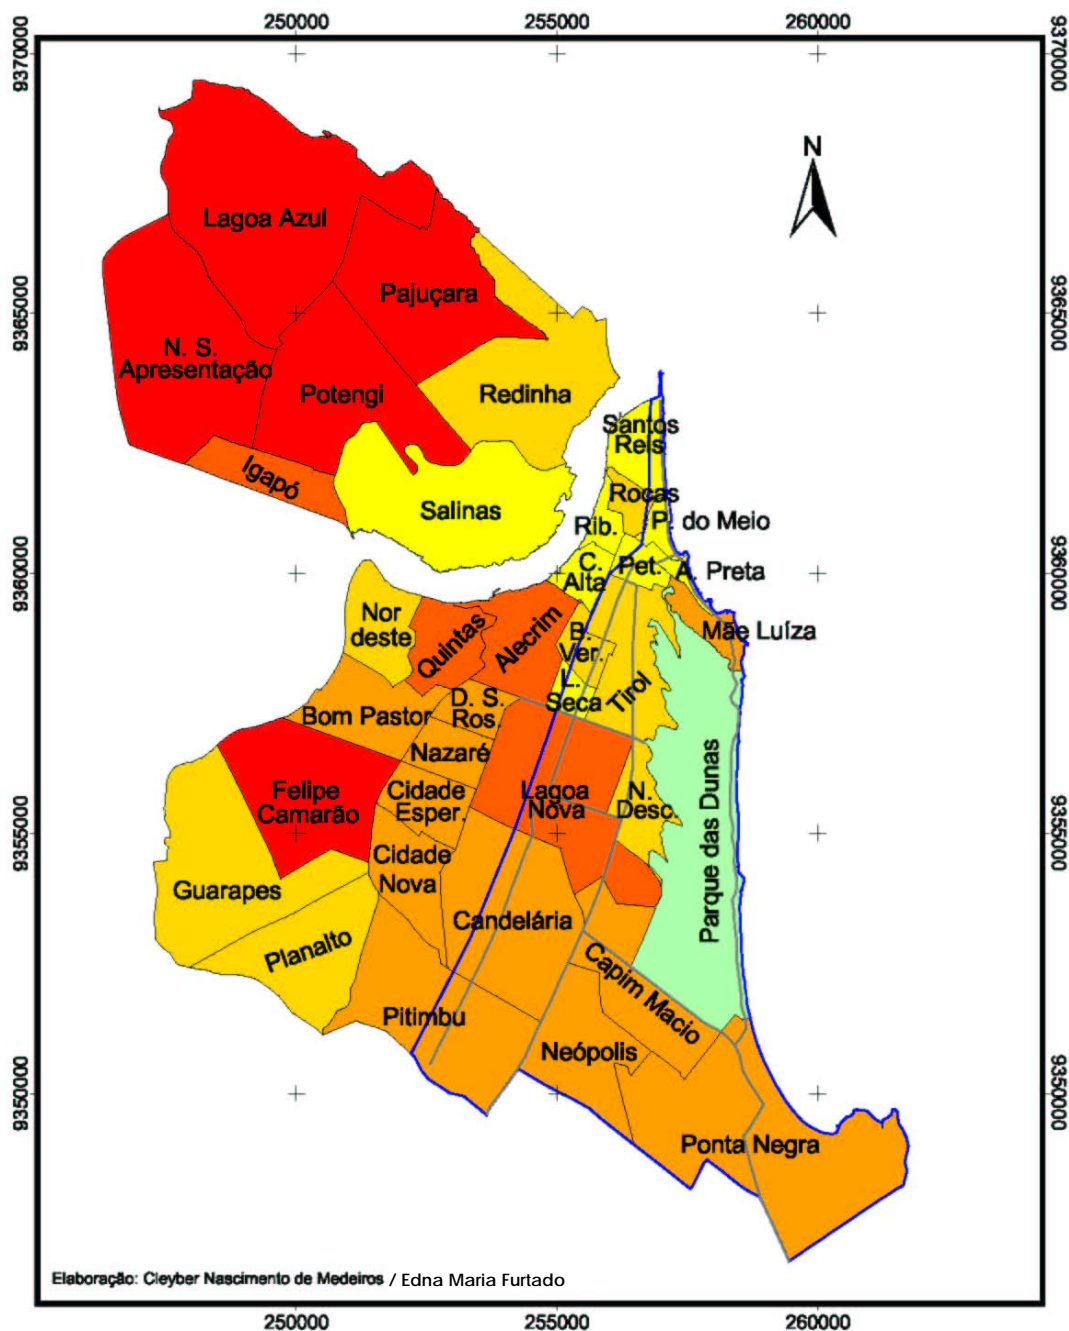 250000 255000 260000
9370000 9370000
N
Lagoa Azul
Pajuçara
9365000 9365000
N. S.
Apresentação
Potengi
Redinha
Santos
Reis
Igapó
Rocas
Salinas
Rib.
P. do Meio
9360000 9360000
C.
Alta
Pet.
A. Preta
Nor
deste
Quintas
Alecrim
B.
Ver.
Mãe Luíza
L.
Seca
Tirol
Bom Pastor
D. S.
Ros.
Nazaré
Felipe
Camarão
Cidade
Esper.
Lagoa
Nova
N.
Desc.
Parque das Dunas
9355000 9355000
Cidade
Nova
Guarapes
Candelária
Planalto
Capim Macio
Pitimbu
Neópolis
9350000 9350000
Ponta Negra
Elaboração: Cleyber Nascimento de Medeiros / Edna Maria Furtado
250000 255000 260000